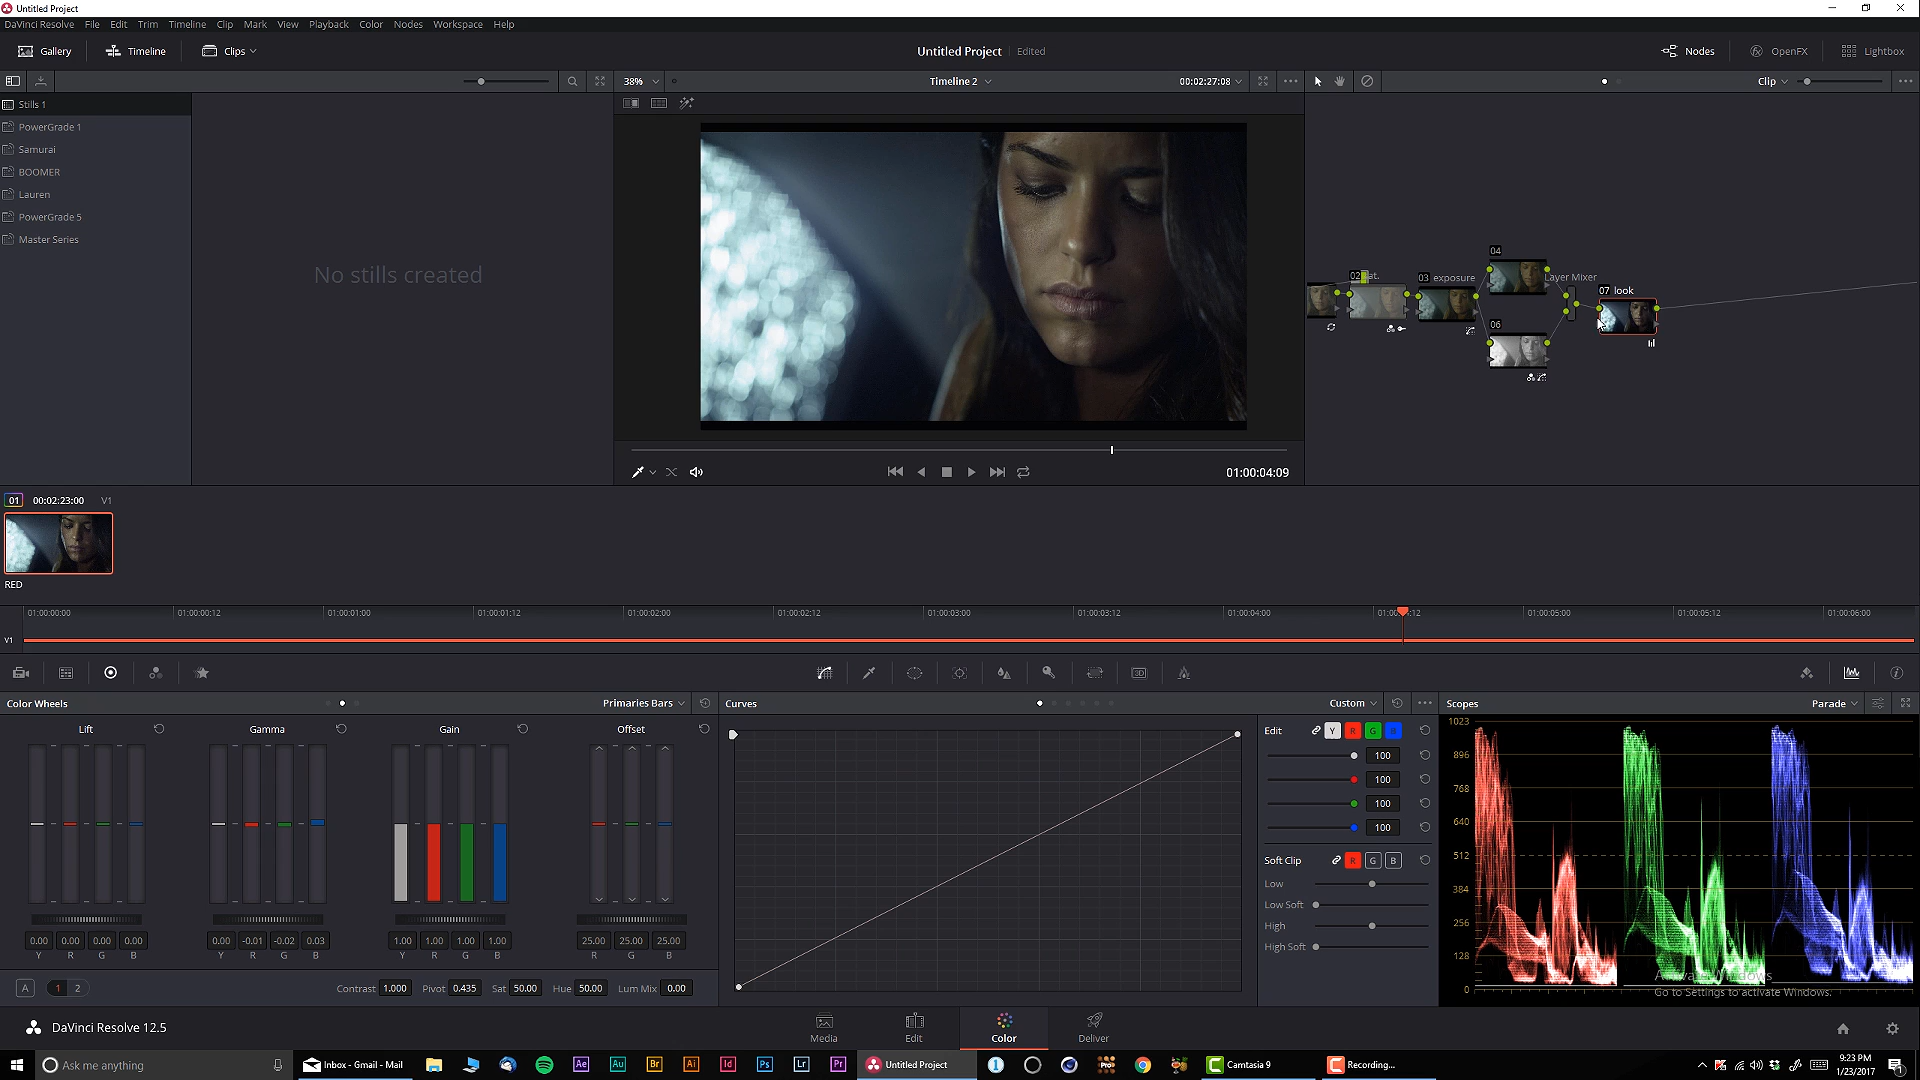 Untitled Project
DaVinci Resolve File Edit Trim Timeline Clip Mark View Playback Color Nodes Workspace Help
Gallery Timeline Clips Untitled Project Edited Nodes OpenFX Lightbox
38% Timeline 2 00:02:27:08 Clip
Stills 1
PowerGrade 1
Samurai
BOOMER
Lauren
PowerGrade 5
Master Series
No stills created
04
02 at. 03 exposure Layer Mixer
07 look
06
01:00:04:09
01 00:02:23:00 V1
RED
01:00:00:00 01:00:00:12 01:00:01:00 01:00:01:12 01:00:02:00 01:00:02:12 01:00:03:00 01:00:03:12 01:00:04:00 01:00: :12 01:00:05:00 01:00:05:12 01:00:06:00
V1
Color Wheels Primaries Bars Curves Custom Scopes Parade
Lift Gamma Gain Offset
Edit Y R G B
100
100
100
100
Soft Clip R G B
Low
Low Soft
High
High Soft
1023
896
768
640
512
384
256
128
0
0.00 0.00 0.00 0.00 0.00 -0.01 -0.02 0.03 1.00 1.00 1.00 1.00 25.00 25.00 25.00
Y R G B Y R G B Y R G B R G B
A 1 2 Contrast 1.000 Pivot 0.435 Sat 50.00 Hue 50.00 Lum Mix 0.00
Activate Windows
Go to Settings to activate Windows.
DaVinci Resolve 12.5 Media Edit Color Deliver
Ask me anything Inbox - Gmail - Mail Ae Au Br Ai Id Ps Lr Pr Untitled Project Camtasia 9 Recording...
9:23 PM
1/23/2017